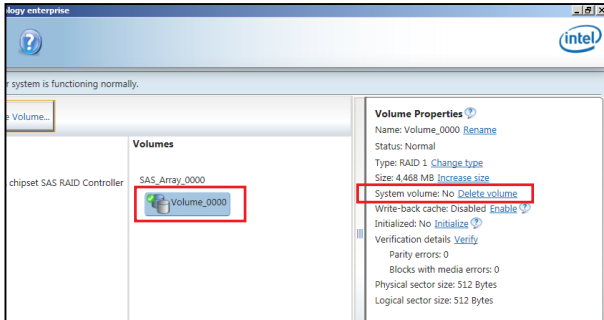 ology enterprise
intel
r system is functioning normally.
e Volume...
Volumes
chipset SAS RAID Controller
SAS_Array_0000
Volume_0000
Volume Properties
Name: Volume_0000 Rename
Status: Normal
Type: RAID 1 Change type
Size: 4,468 MB Increase size
System volume: No Delete volume
Write-back cache: Disabled Enable
Initialized: No Initialize
Verification details Verify
Parity errors: 0
Blocks with media errors: 0
Physical sector size: 512 Bytes
Logical sector size: 512 Bytes